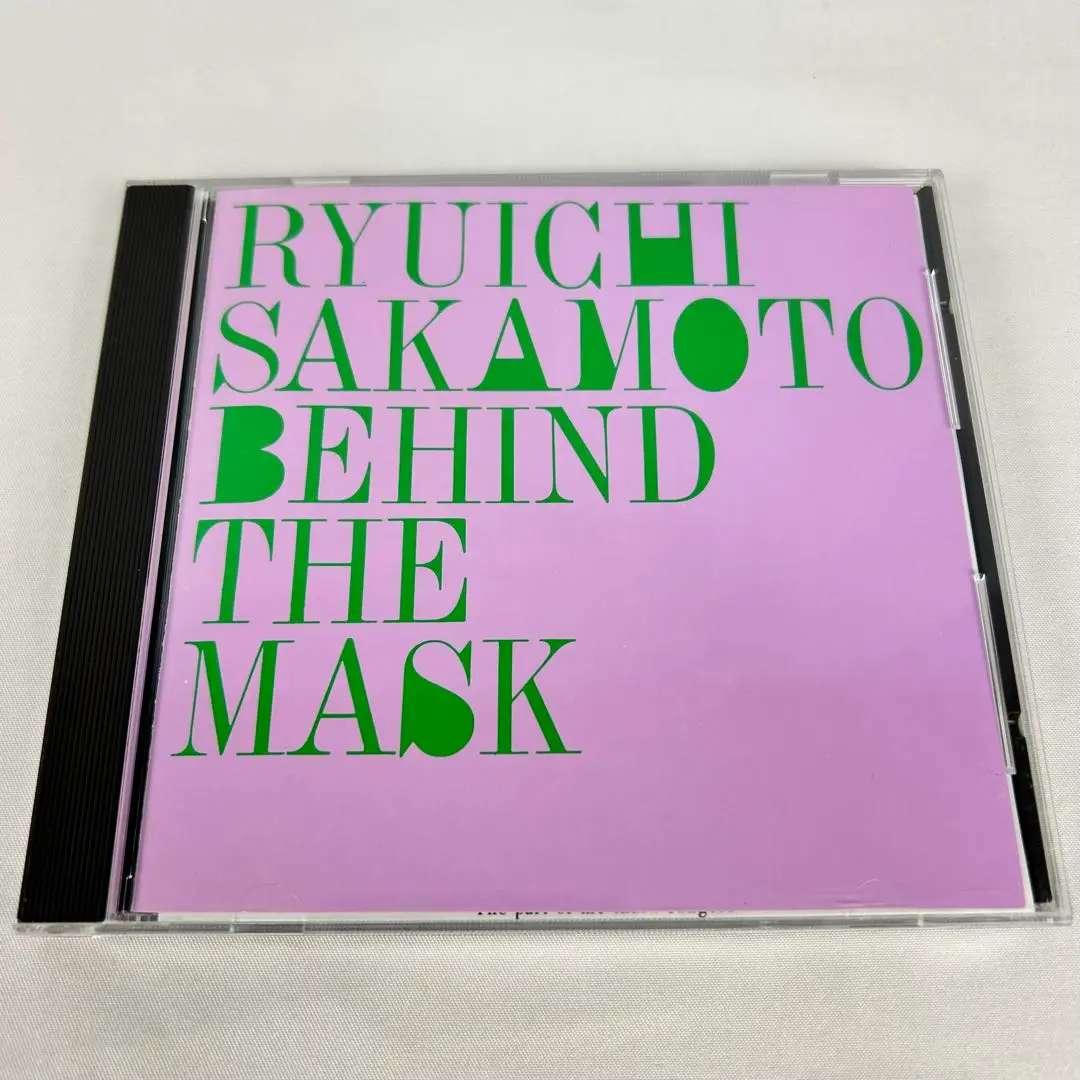 RYUICHI
SAKAMOTO
BEHIND
THE
MASK